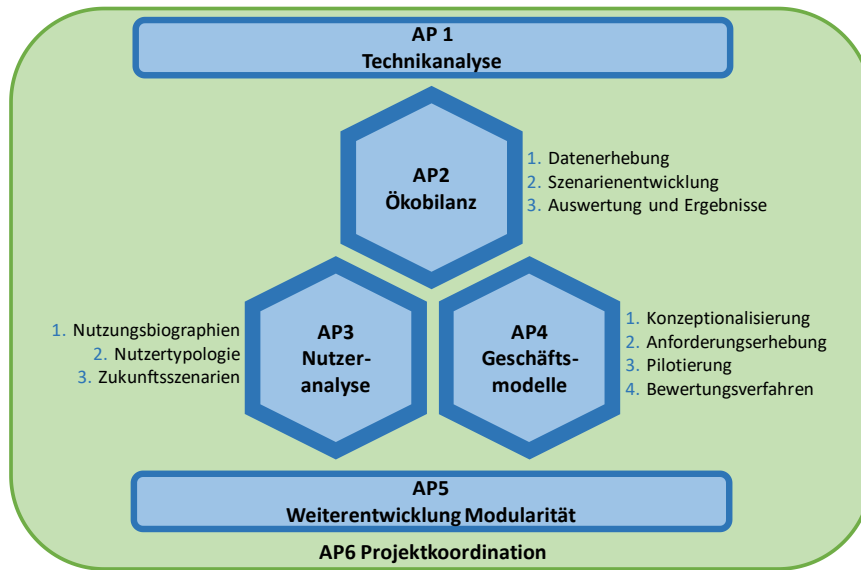 AP 1
Technikanalyse
AP2
Ökobilanz
1. Datenerhebung
2. Szenarienentwicklung
3. Auswertung und Ergebnisse
1. Nutzungsbiographien
2. Nutzertypologie
3. Zukunftsszenarien
AP3
Nutzer-
analyse
AP4
Geschäfts-
modelle
1. Konzeptionalisierung
2. Anforderungserhebung
3. Pilotierung
4. Bewertungsverfahren
AP5
Weiterentwicklung Modularität
AP6 Projektkoordination